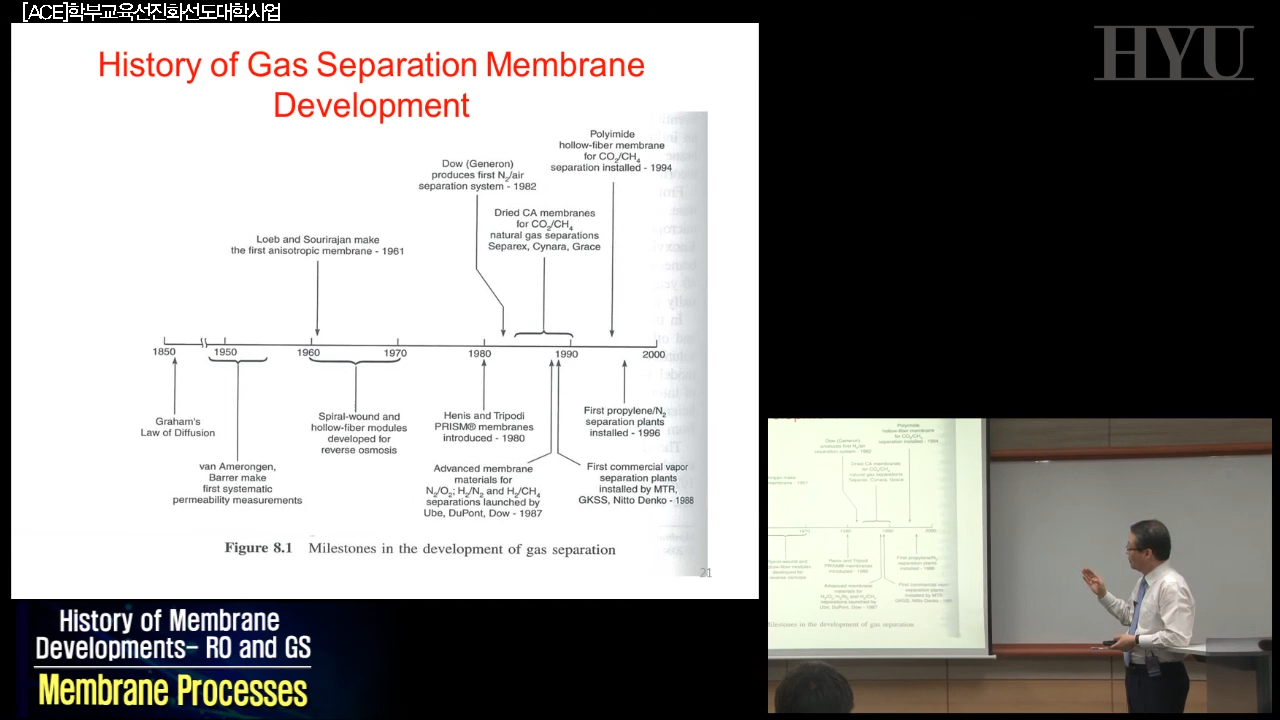 [ACE]학부교육선진화선도대학사업
HYU
History of Gas Separation Membrane
Development
Polyimide
hollow-fiber membrane
for CO₂/CH₄
separation installed - 1994
Dow (Generon)
produces first N₂/air
separation system - 1982
Dried CA membranes
for CO₂/CH₄
natural gas separations
Separex, Cynara, Grace
Loeb and Sourirajan make
the first anisotropic membrane - 1961
1850 1950 1960 1970 1980 1990 2000
Graham's
Law of Diffusion
van Amerongen,
Barrer make
first systematic
permeability measurements
Spiral-wound and
hollow-fiber modules
developed for
reverse osmosis
Henis and Tripodi
PRISM® membranes
introduced - 1980
Advanced membrane
materials for
N₂/O₂; H₂/N₂ and H₂/CH₄
separations launched by
Ube, DuPont, Dow - 1987
First propylene/N₂
separation plants
installed - 1996
First commercial vapor
separation plants
installed by MTR,
GKSS, Nitto Denko - 1988
Figure 8.1 Milestones in the development of gas separation
21
History of Membrane
Developments- RO and GS
Membrane Processes